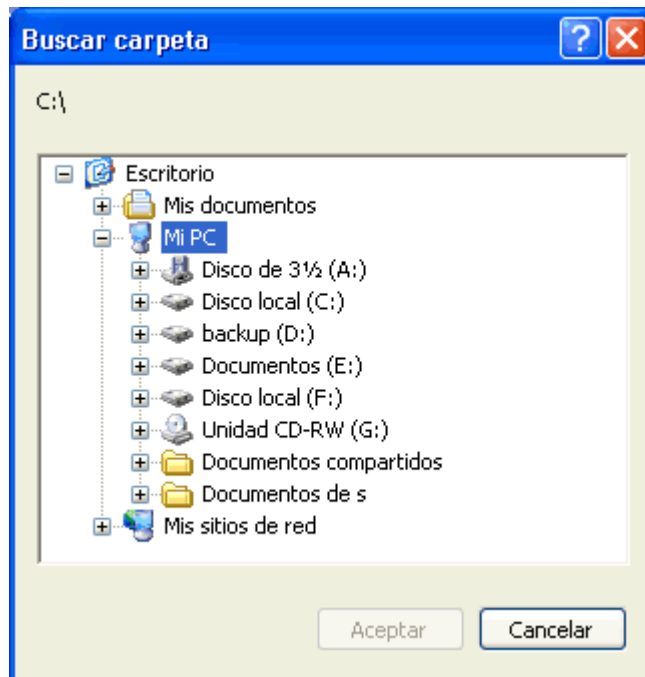 Buscar carpeta
C:\
Escritorio
Mis documentos
Mi PC
Disco de 3½ (A:)
Disco local (C:)
backup (D:)
Documentos (E:)
Disco local (F:)
Unidad CD-RW (G:)
Documentos compartidos
Documentos de s
Mis sitios de red
Aceptar
Cancelar